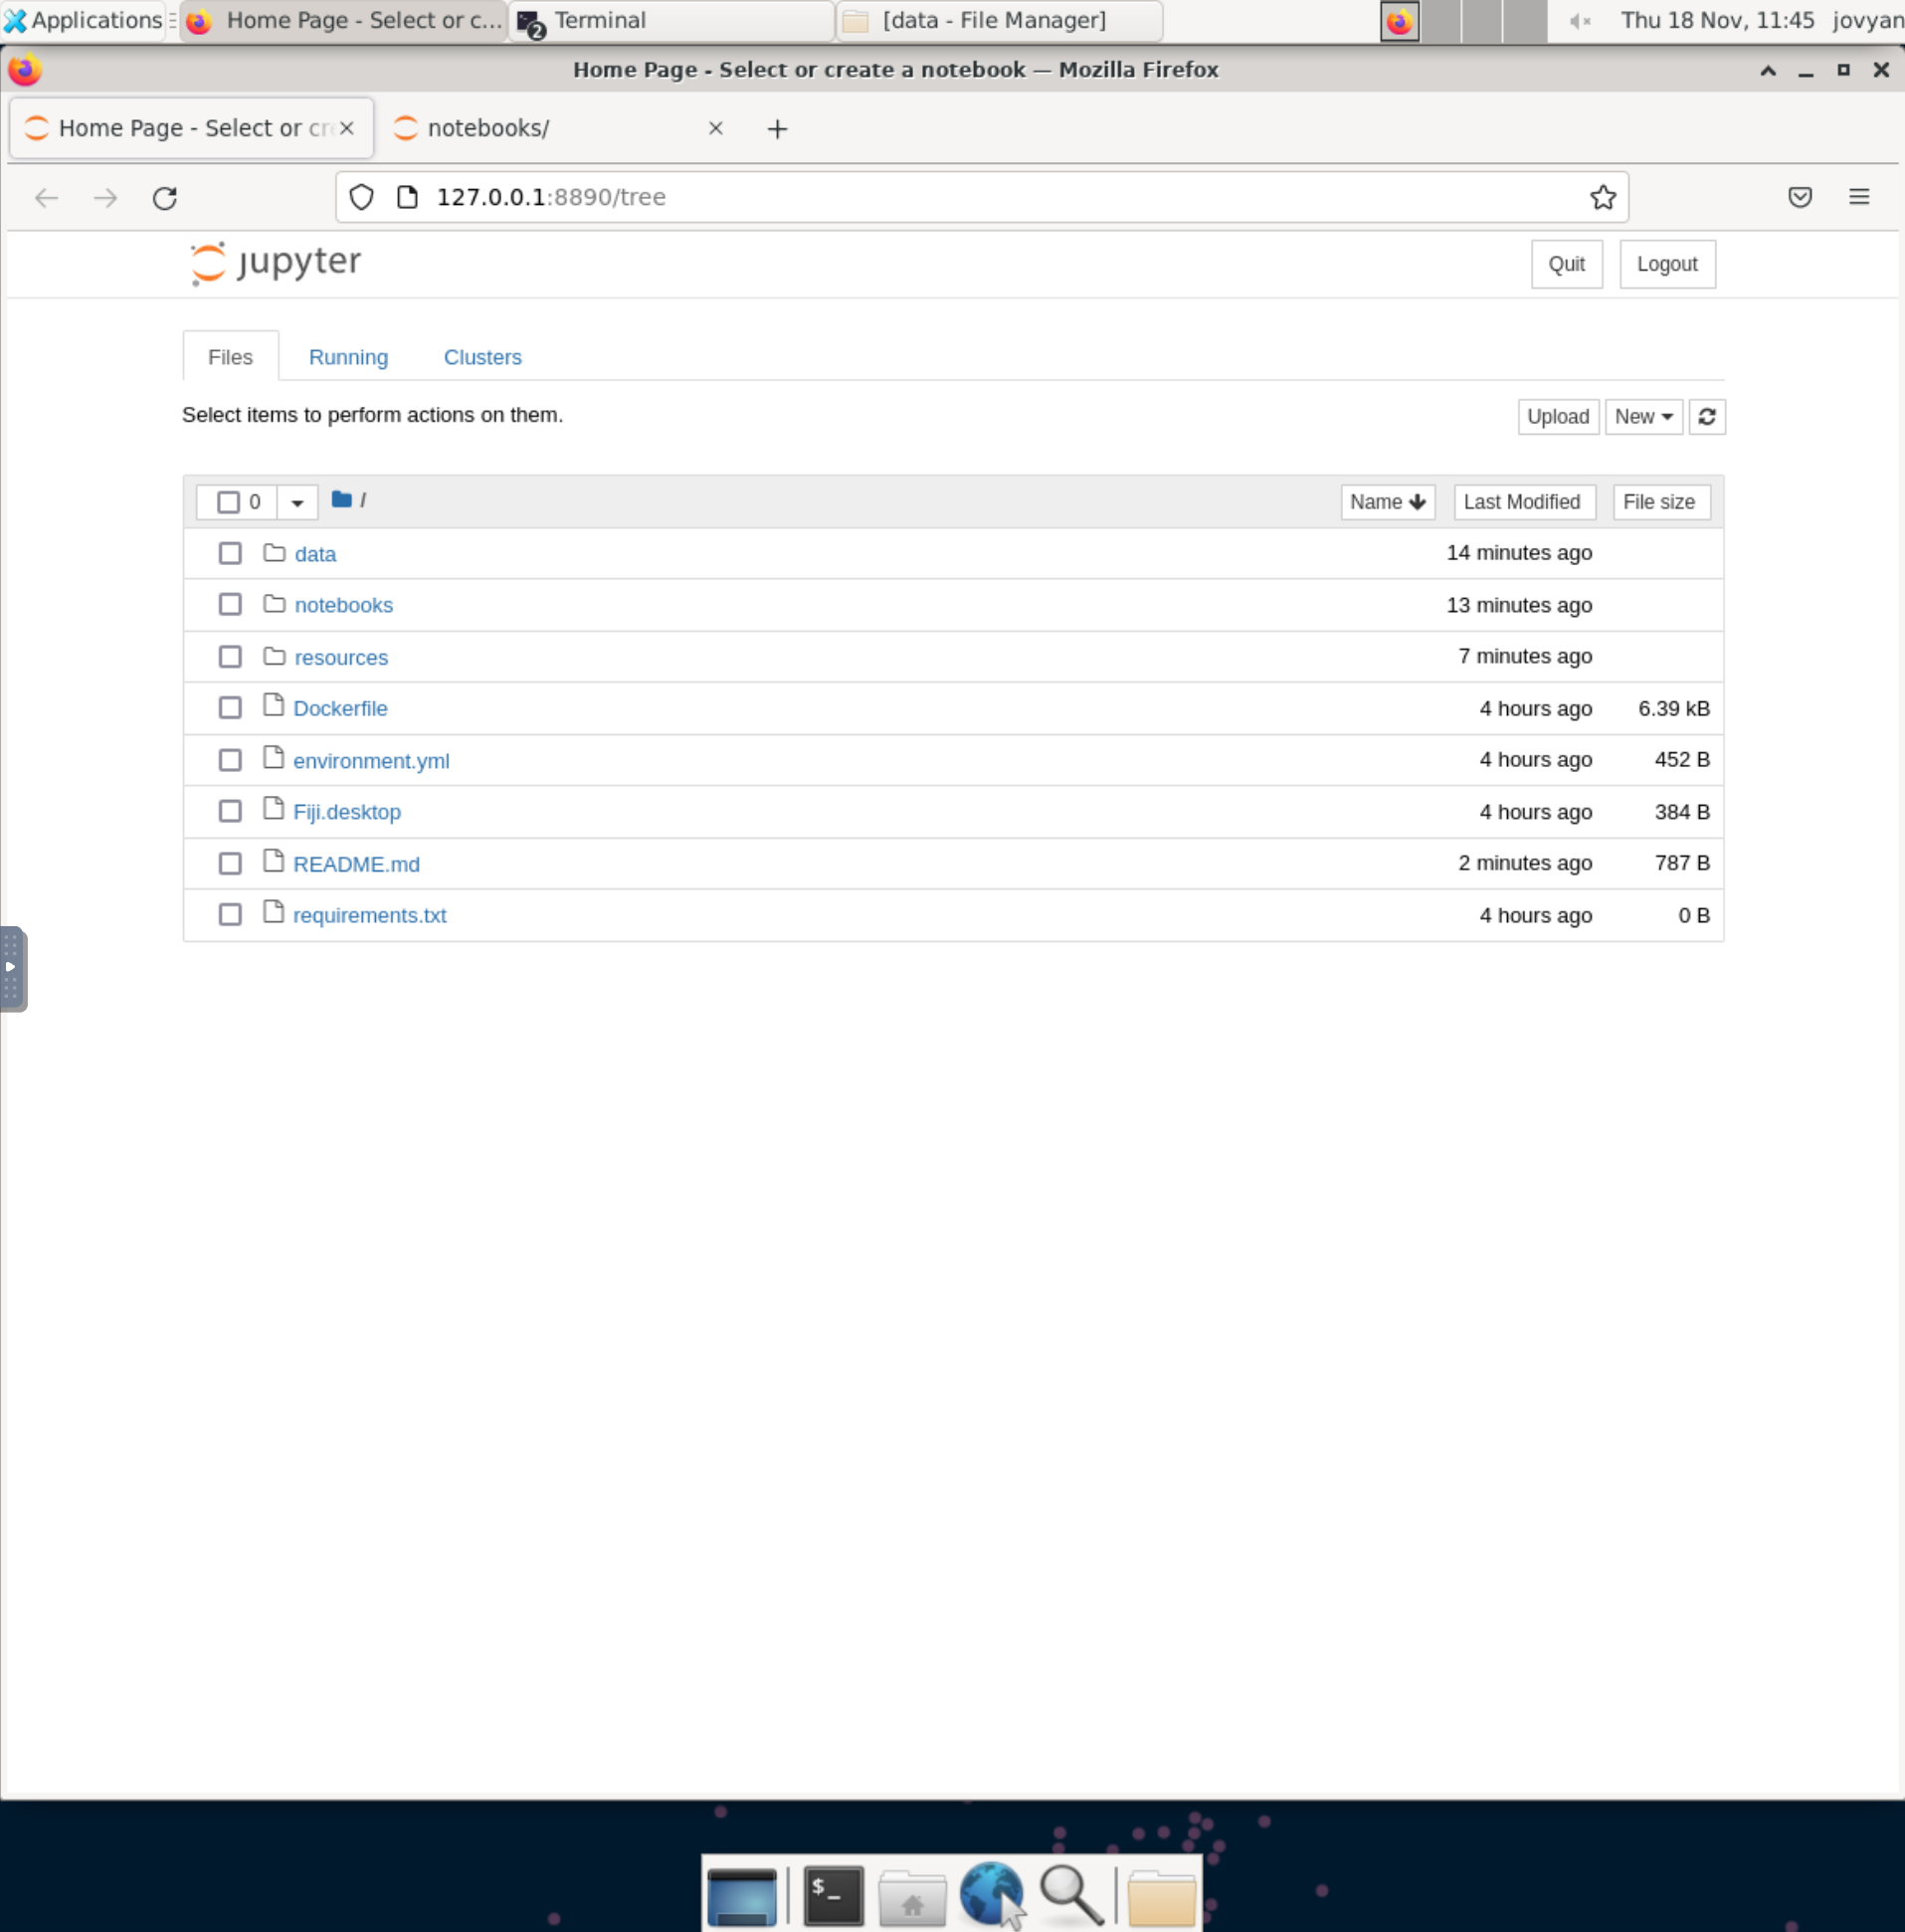 Applications Home Page - Select or c... 2 Terminal [data - File Manager] Thu 18 Nov, 11:45 jovyan
Home Page - Select or create a notebook — Mozilla Firefox
Home Page - Select or cre notebooks/
127.0.0.1:8890/tree
jupyter Quit Logout
Files Running Clusters
Select items to perform actions on them. Upload New
0 / Name Last Modified File size
data 14 minutes ago
notebooks 13 minutes ago
resources 7 minutes ago
Dockerfile 4 hours ago 6.39 kB
environment.yml 4 hours ago 452 B
Fiji.desktop 4 hours ago 384 B
README.md 2 minutes ago 787 B
requirements.txt 4 hours ago 0 B
$_